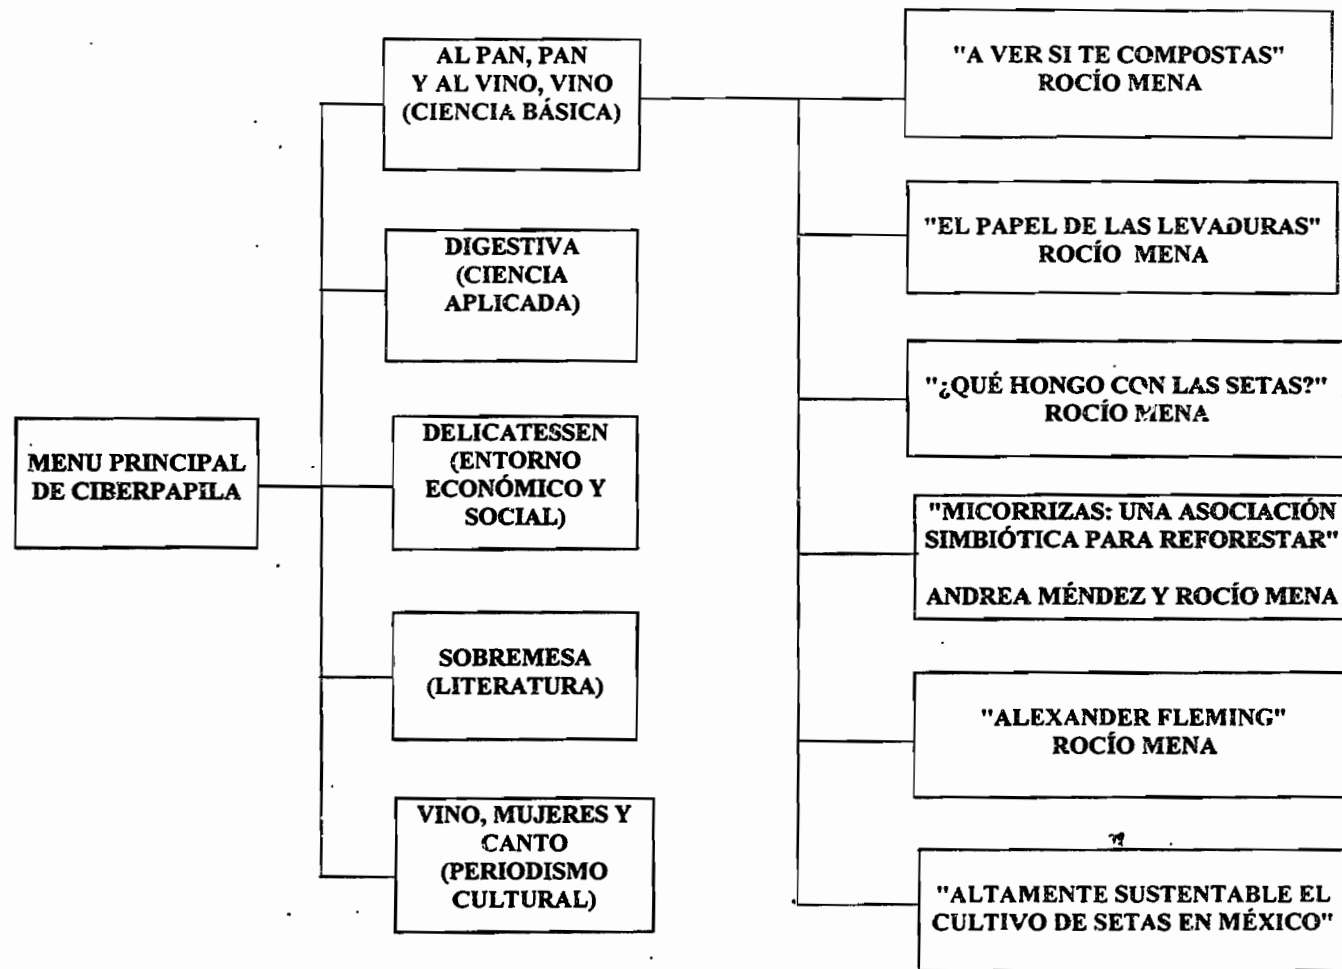 MENU PRINCIPAL
DE CIBERPAPILA
AL PAN, PAN
Y AL VINO, VINO
(CIENCIA BÁSICA)
DIGESTIVA
(CIENCIA
APLICADA)
DELICATESSEN
(ENTORNO
ECONÓMICO Y
SOCIAL)
SOBREMESA
(LITERATURA)
VINO, MUJERES Y
CANTO
(PERIODISMO
CULTURAL)
"A VER SI TE COMPOSTAS"
ROCÍO MENA
"EL PAPEL DE LAS LEVADURAS"
ROCÍO MENA
"¿QUÉ HONGO CON LAS SETAS?"
ROCÍO MENA
"MICORRIZAS: UNA ASOCIACIÓN
SIMBIÓTICA PARA REFORESTAR"
ANDREA MÉNDEZ Y ROCÍO MENA
"ALEXANDER FLEMING"
ROCÍO MENA
"ALTAMENTE SUSTENTABLE EL
CULTIVO DE SETAS EN MÉXICO"